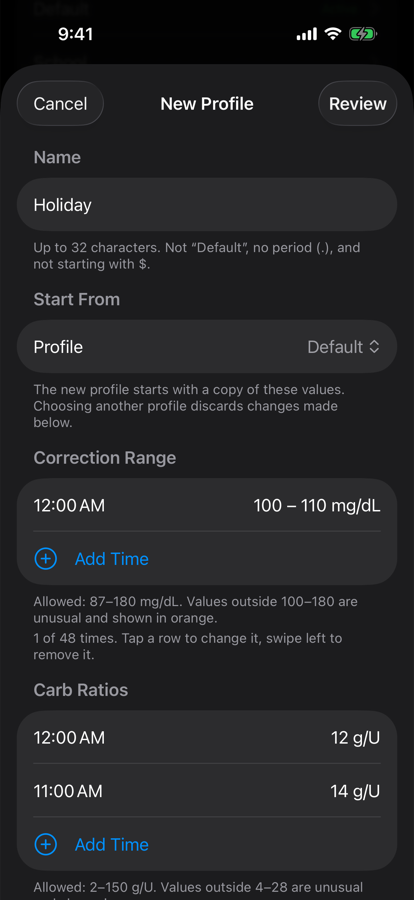 9:41
Cancel
New Profile
Review
Name
Holiday
Up to 32 characters. Not “Default”, no period (.), and
not starting with $.
Start From
Profile
Default
The new profile starts with a copy of these values.
Choosing another profile discards changes made
below.
Correction Range
12:00 AM
100 – 110 mg/dL
Add Time
Allowed: 87–180 mg/dL. Values outside 100–180 are
unusual and shown in orange.
1 of 48 times. Tap a row to change it, swipe left to
remove it.
Carb Ratios
12:00 AM
12 g/U
11:00 AM
14 g/U
Add Time
Allowed: 2–150 g/U. Values outside 4–28 are unusual